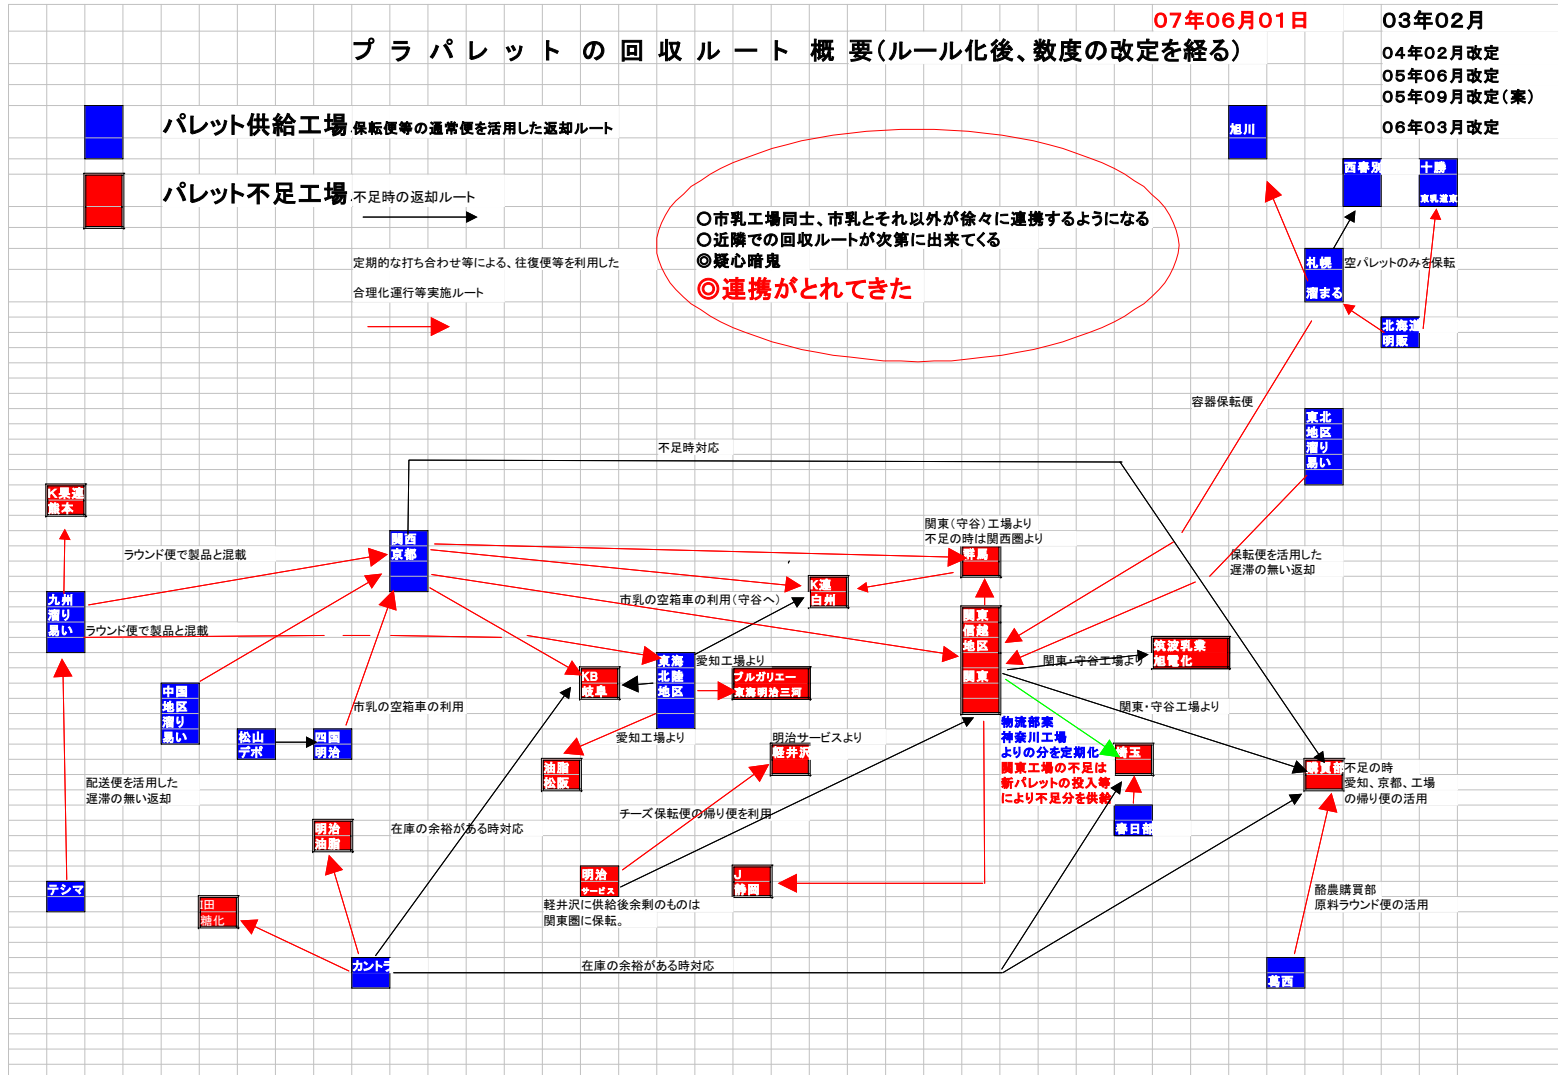 07年06月01日
03年02月
プラパレットの回収ルート概要(ルール化後、数度の改定を経る)
04年02月改定
05年06月改定
05年09月改定(案)
06年03月改定
パレット供給工場
保転便等の通常便を活用した返却ルート
パレット不足工場
不足時の返却ルート
定期的な打ち合わせ等による、往復便等を利用した
合理化運行等実施ルート
○市乳工場同士、市乳とそれ以外が徐々に連携するようになる
○近隣での回収ルートが次第に出来てくる
◎疑心暗鬼
◎連携がとれてきた
旭川
西春別
十勝
東乳道東
札幌
溜まる
空パレットのみを保転
北海道
明販
容器保転便
東北
地区
溜り
易い
不足時対応
K果連
熊本
関西
京都
ラウンド便で製品と混載
関東(守谷)工場より
不足の時は関西圏より
群馬
保転便を活用した
遅滞の無い返却
九州
溜り
易い
ラウンド便で製品と混載
市乳の空箱車の利用(守谷へ)
K連
白州
関東
信越
地区
関東
筑波乳業
旭電化
関東・守谷工場より
東海
北陸
地区
愛知工場より
KB
岐阜
ブルガリエー
東海明治三河
中国
地区
溜り
易い
市乳の空箱車の利用
関東・守谷工場より
松山
デポ
四国
明治
愛知工場より
明治サービスより
軽井沢
物流部案
神奈川工場
よりの分を定期化
関東工場の不足は
新パレットの投入等
により不足分を供給
埼玉
油脂
松阪
購買部
不足の時
愛知、京都、工場
の帰り便の活用
配送便を活用した
遅滞の無い返却
チーズ保転便の帰り便を利用
春日部
明治
油脂
在庫の余裕がある時対応
テシマ
明治
サービス
J
静岡
I田
糖化
軽井沢に供給後余剰のものは
関東圏に保転。
酪農購買部
原料ラウンド便の活用
カントラ
在庫の余裕がある時対応
葛西